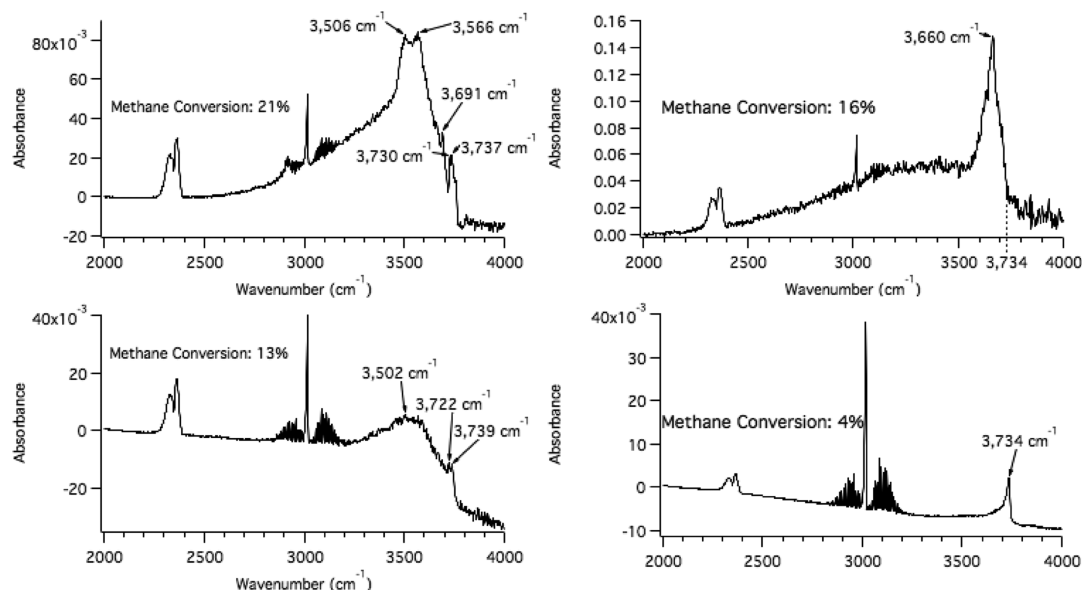 3,506 cm⁻¹
3,566 cm⁻¹
80x10⁻³
60
40
20
0
-20
Absorbance
Methane Conversion: 21%
3,691 cm⁻¹
3,730 cm⁻¹
3,737 cm⁻¹
2000 2500 3000 3500 4000
Wavenumber (cm⁻¹)
0.16
0.14
0.12
0.10
0.08
0.06
0.04
0.02
0.00
Absorbance
3,660 cm⁻¹
Methane Conversion: 16%
2000 2500 3000 3500 3,734 4000
Wavenumber (cm⁻¹)
40x10⁻³
20
0
-20
Absorbance
Methane Conversion: 13%
3,502 cm⁻¹
3,722 cm⁻¹
3,739 cm⁻¹
2000 2500 3000 3500 4000
Wavenumber (cm⁻¹)
40x10⁻³
30
20
10
0
-10
Absorbance
Methane Conversion: 4%
3,734 cm⁻¹
2000 2500 3000 3500 4000
Wavenumber (cm⁻¹)